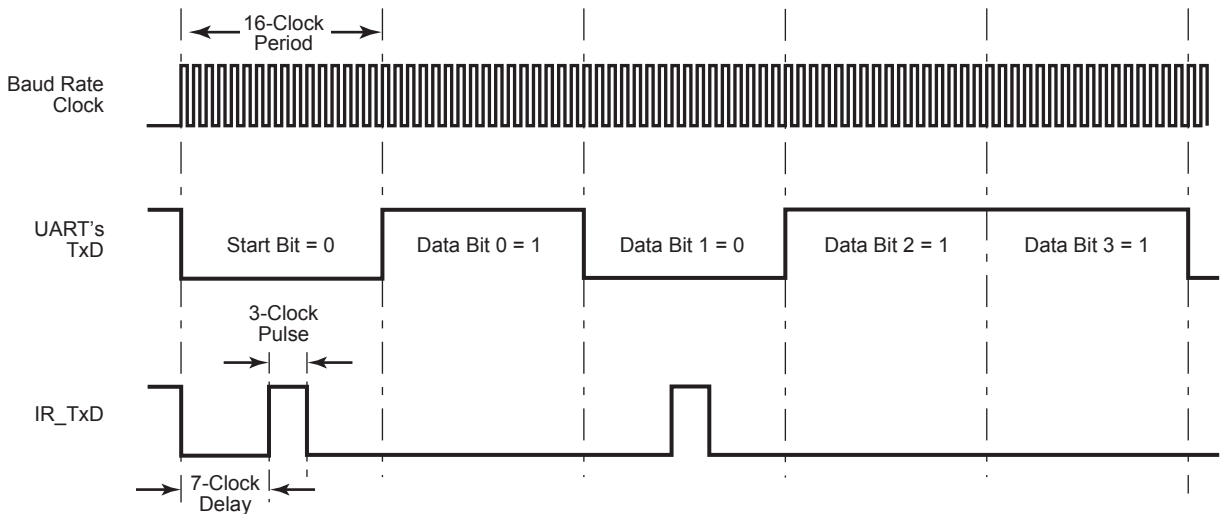 16-Clock
Period
Baud Rate
Clock
UART's
TxD
Start Bit = 0
Data Bit 0 = 1
Data Bit 1 = 0
Data Bit 2 = 1
Data Bit 3 = 1
3-Clock
Pulse
IR_TxD
7-Clock
Delay